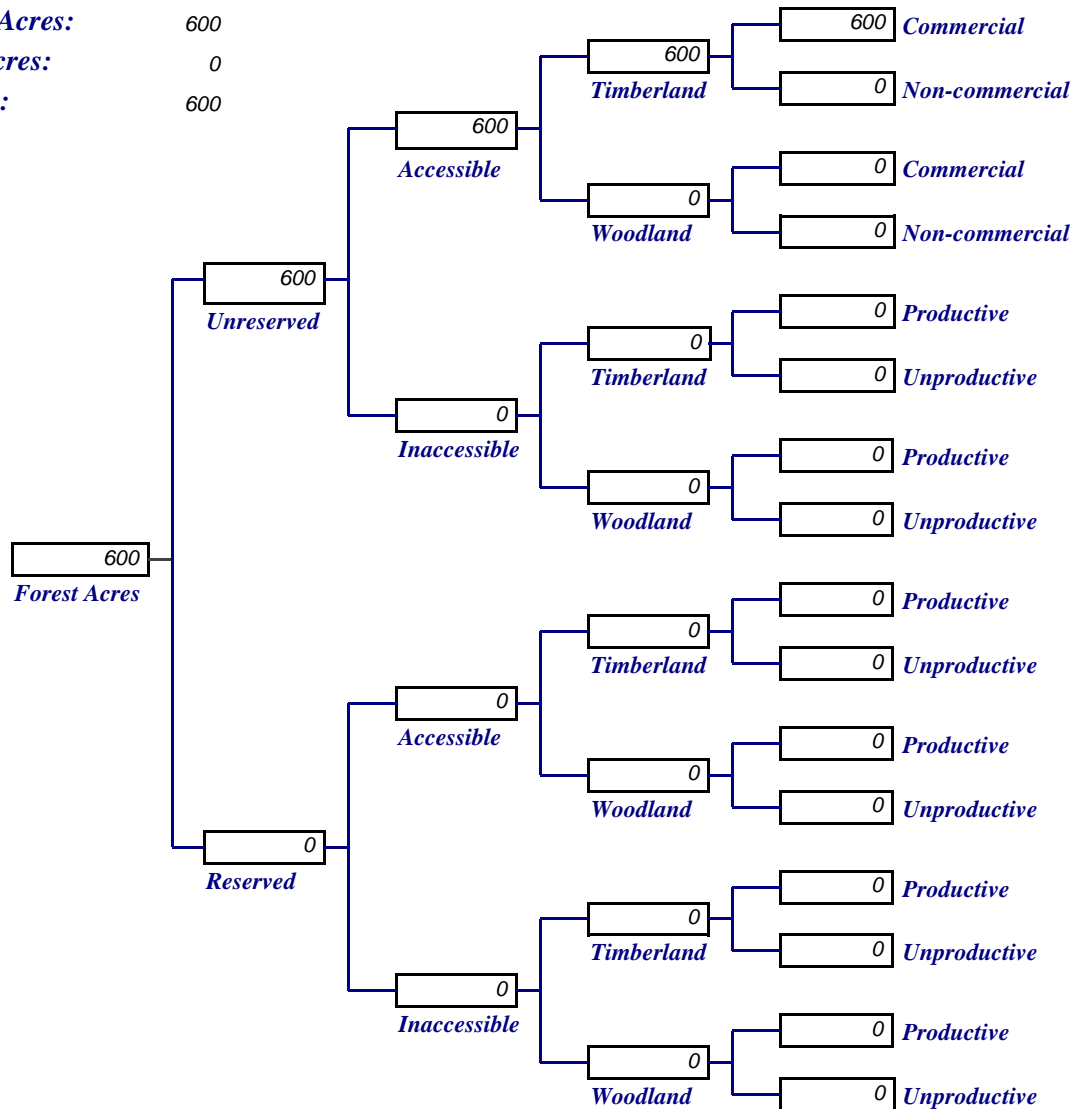 Acres: 600
cres: 0
: 600
600 Commercial
600
Timberland
0 Non-commercial
600
Accessible
0 Commercial
0
Woodland
0 Non-commercial
600
Unreserved
0 Productive
0
Timberland
0 Unproductive
0
Inaccessible
0 Productive
0
Woodland
0 Unproductive
600
Forest Acres
0 Productive
0
Timberland
0 Unproductive
0
Accessible
0 Productive
0
Woodland
0 Unproductive
0
Reserved
0 Productive
0
Timberland
0 Unproductive
0
Inaccessible
0 Productive
0
Woodland
0 Unproductive